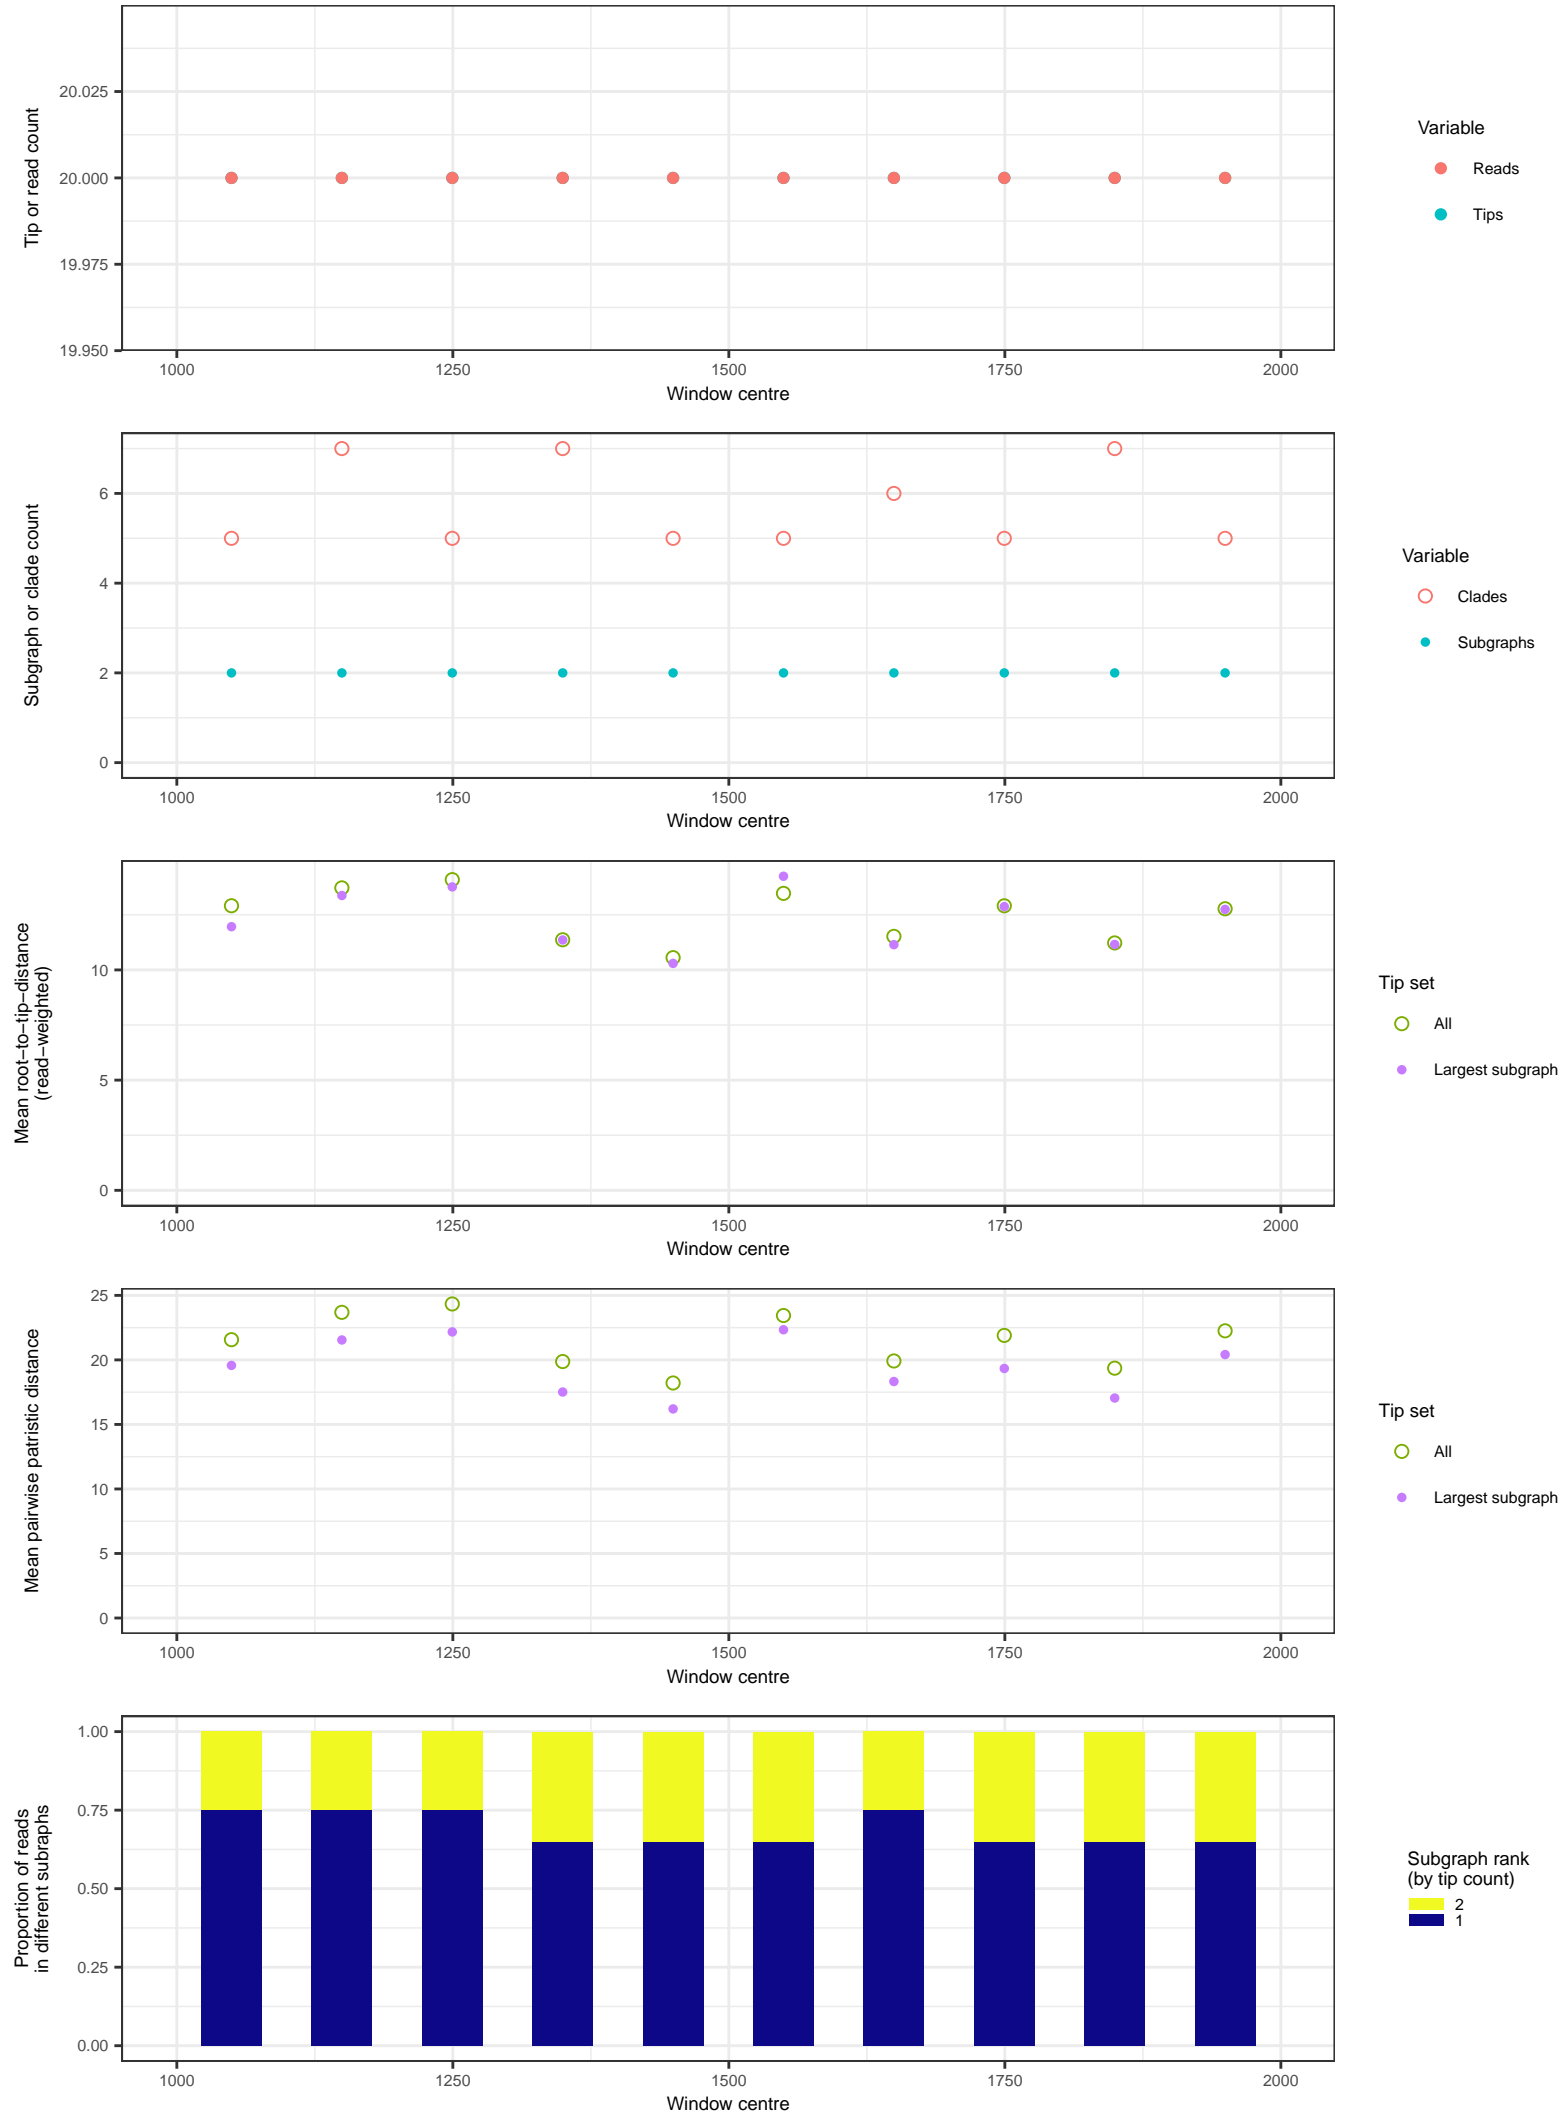 20.025
20.000
19.975
19.950
Tip or read count
1000 1250 1500 1750 2000
Window centre
Variable
Reads
Tips
6
4
2
0
Subgraph or clade count
1000 1250 1500 1750 2000
Window centre
Variable
Clades
Subgraphs
10
5
0
Mean root−to−tip−distance
(read−weighted)
1000 1250 1500 1750 2000
Window centre
Tip set
All
Largest subgraph
25
20
15
10
5
0
Mean pairwise patristic distance
1000 1250 1500 1750 2000
Window centre
Tip set
All
Largest subgraph
1.00
0.75
0.50
0.25
0.00
Proportion of reads
in different subraphs
1000 1250 1500 1750 2000
Window centre
Subgraph rank
(by tip count)
2
1